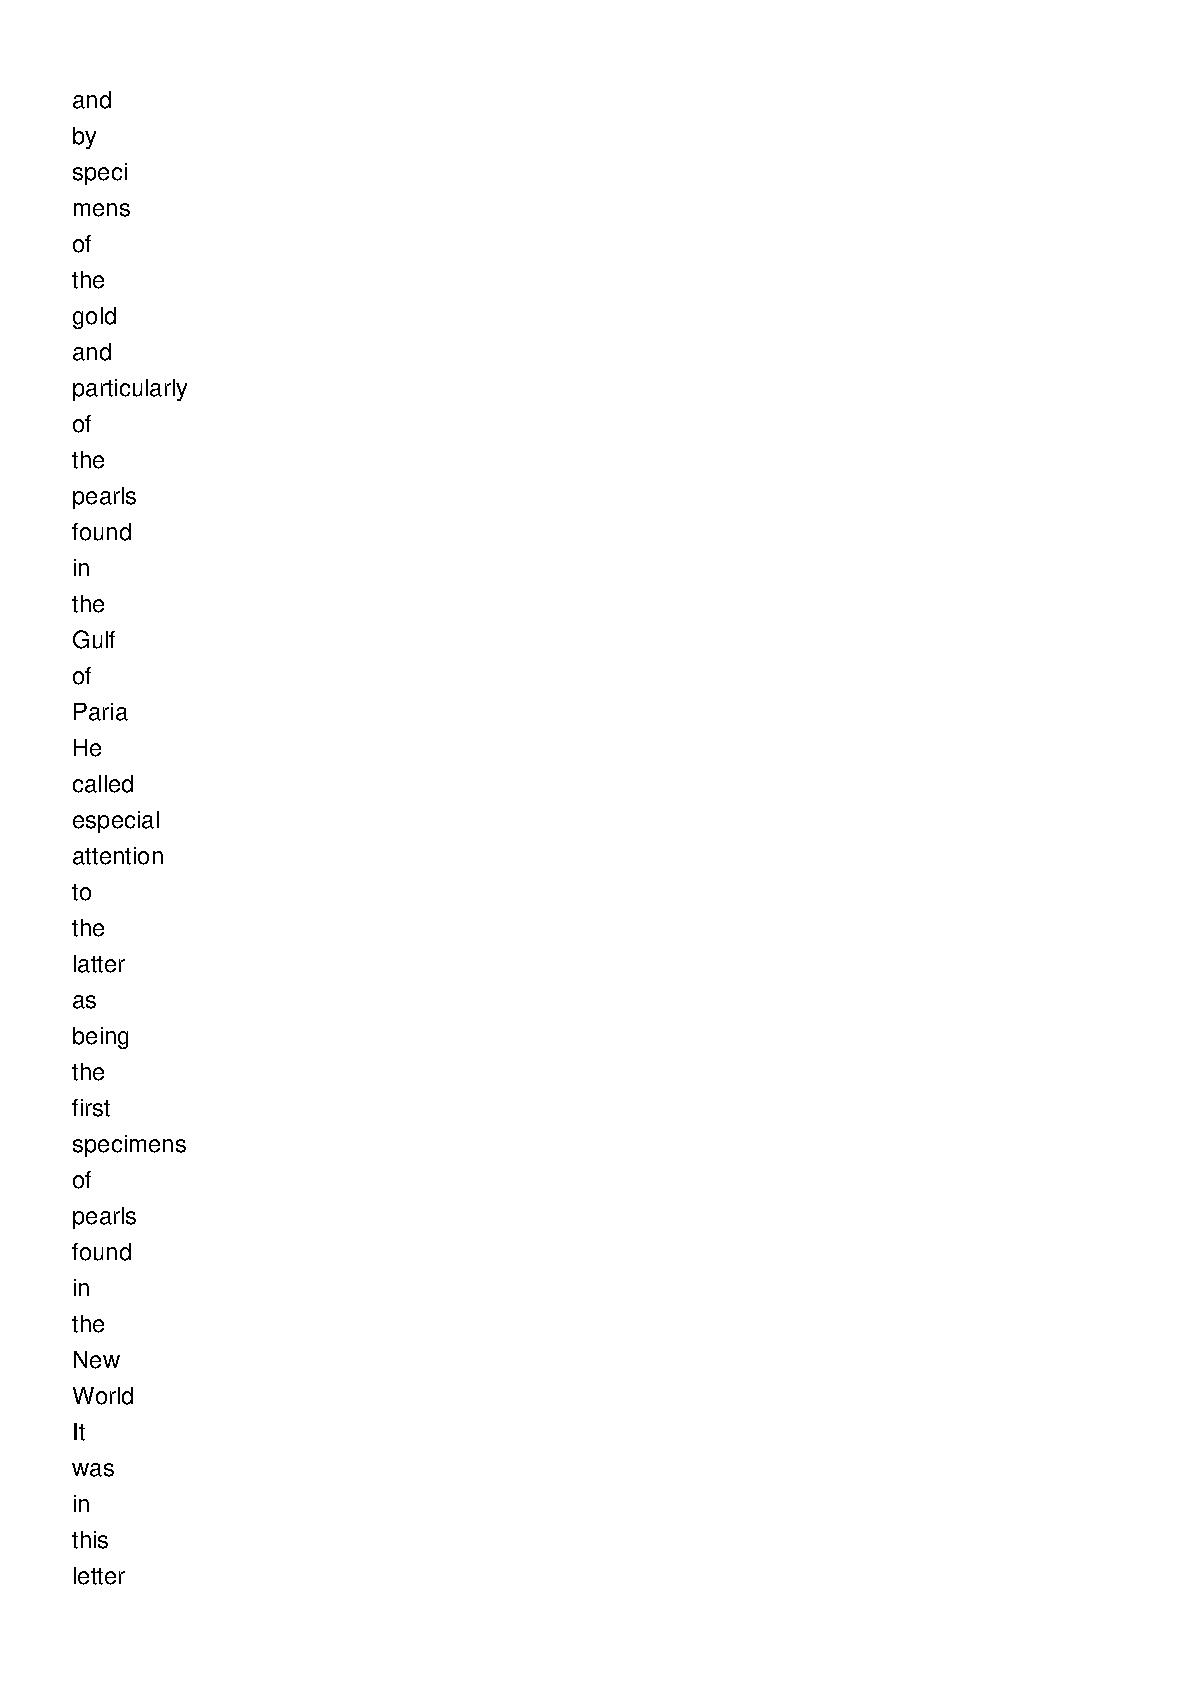 and
by
speci
mens
of
the
gold
and
particularly
of
the
pearls
found
in
the
Gulf
of
Paria
He
called
especial
attention
to
the
latter
as
being
the
first
specimens
of
pearls
found
in
the
New
World
It
was
in
this
letter